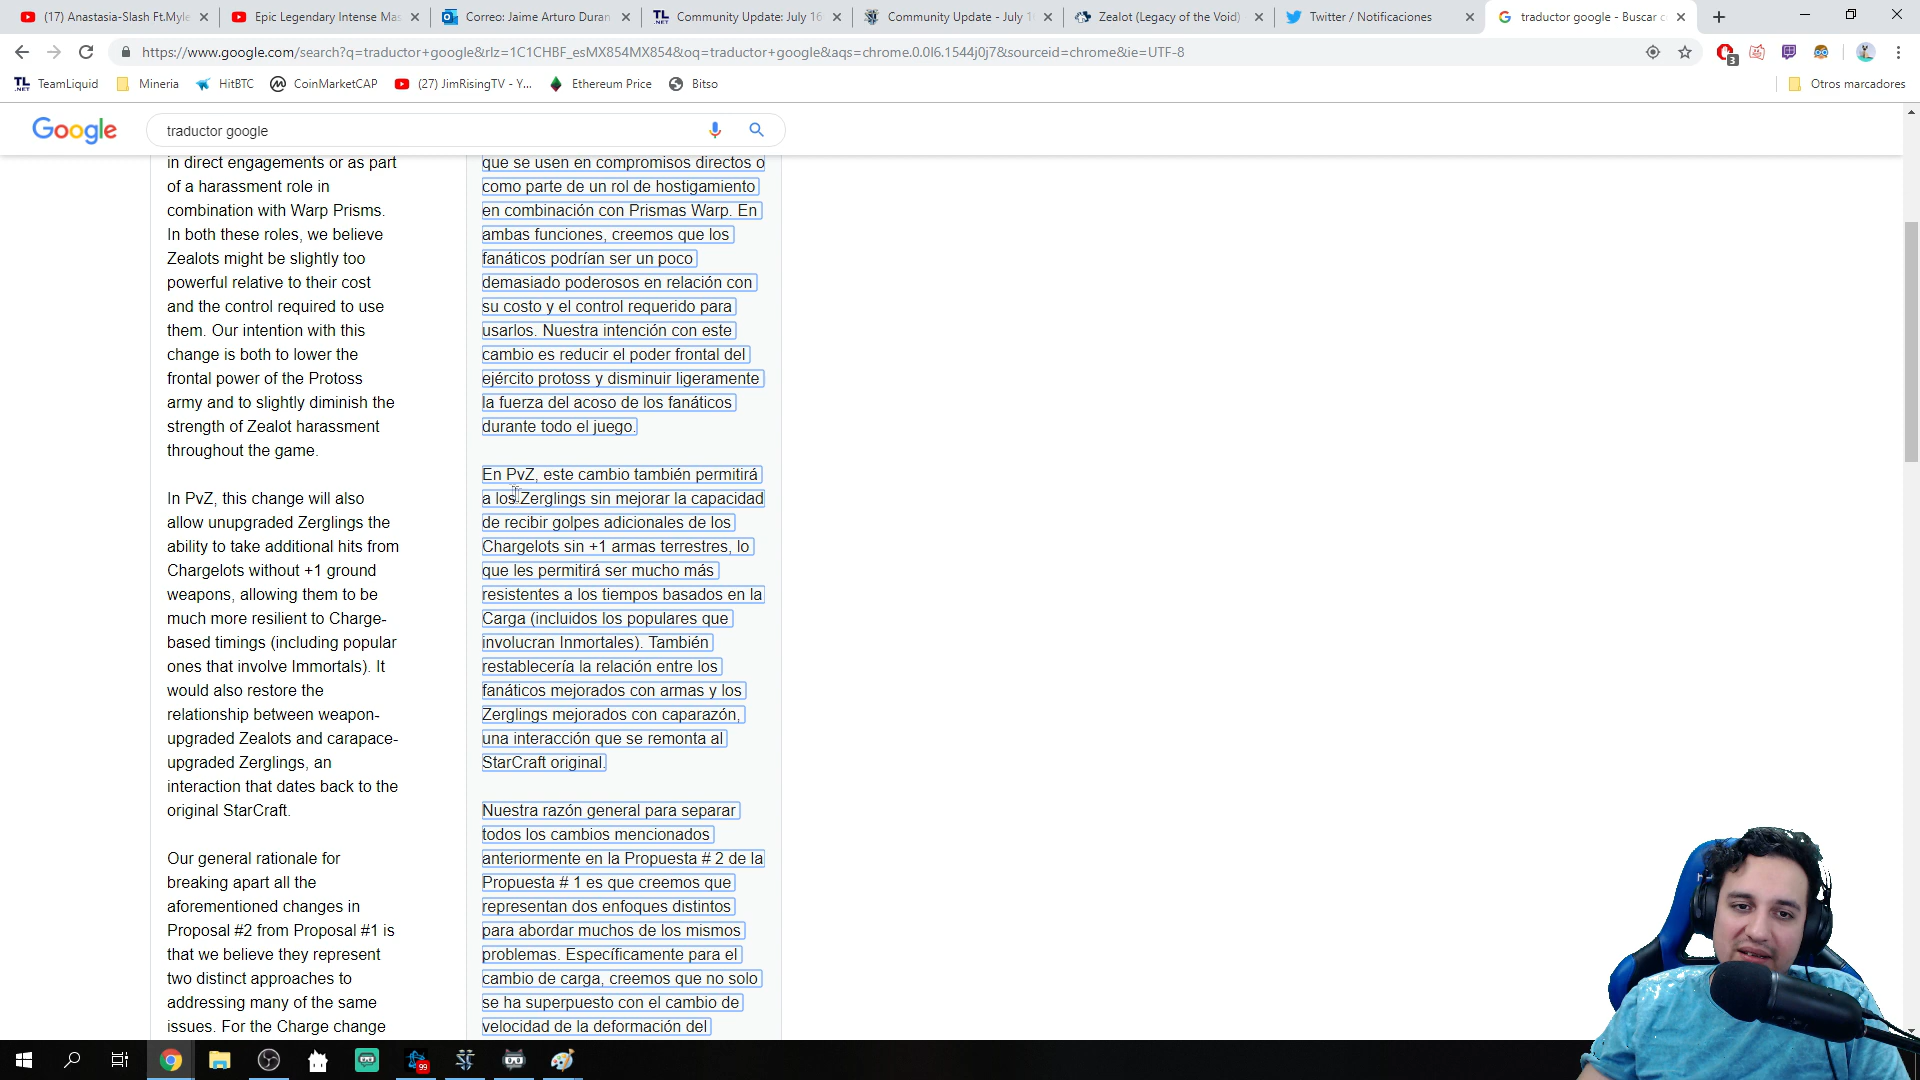 (17) Anastasia-Slash Ft.Myle
Epic Legendary Intense Mas
Correo: Jaime Arturo Duran
Community Update: July 16
Community Update - July 1
Zealot (Legacy of the Void)
Twitter / Notificaciones
traductor google - Buscar c
https://www.google.com/search?q=traductor+google&rlz=1C1CHBF_esMX854MX854&oq=traductor+google&aqs=chrome.0.0l6.1544j0j7&sourceid=chrome&ie=UTF-8
3
TeamLiquid
Mineria
HitBTC
CoinMarketCAP
(27) JimRisingTV - Y...
Ethereum Price
Bitso
Otros marcadores
Google
traductor google
in direct engagements or as part
of a harassment role in
combination with Warp Prisms.
In both these roles, we believe
Zealots might be slightly too
powerful relative to their cost
and the control required to use
them. Our intention with this
change is both to lower the
frontal power of the Protoss
army and to slightly diminish the
strength of Zealot harassment
throughout the game.
In PvZ, this change will also
allow unupgraded Zerglings the
ability to take additional hits from
Chargelots without +1 ground
weapons, allowing them to be
much more resilient to Charge-
based timings (including popular
ones that involve Immortals). It
would also restore the
relationship between weapon-
upgraded Zealots and carapace-
upgraded Zerglings, an
interaction that dates back to the
original StarCraft.
Our general rationale for
breaking apart all the
aforementioned changes in
Proposal #2 from Proposal #1 is
that we believe they represent
two distinct approaches to
addressing many of the same
issues. For the Charge change
que se usen en compromisos directos o
como parte de un rol de hostigamiento
en combinación con Prismas Warp. En
ambas funciones, creemos que los
fanáticos podrían ser un poco
demasiado poderosos en relación con
su costo y el control requerido para
usarlos. Nuestra intención con este
cambio es reducir el poder frontal del
ejército protoss y disminuir ligeramente
la fuerza del acoso de los fanáticos
durante todo el juego.
En PvZ, este cambio también permitirá
a los Zerglings sin mejorar la capacidad
de recibir golpes adicionales de los
Chargelots sin +1 armas terrestres, lo
que les permitirá ser mucho más
resistentes a los tiempos basados en la
Carga (incluidos los populares que
involucran Inmortales). También
restablecería la relación entre los
fanáticos mejorados con armas y los
Zerglings mejorados con caparazón,
una interacción que se remonta al
StarCraft original.
Nuestra razón general para separar
todos los cambios mencionados
anteriormente en la Propuesta # 2 de la
Propuesta # 1 es que creemos que
representan dos enfoques distintos
para abordar muchos de los mismos
problemas. Específicamente para el
cambio de carga, creemos que no solo
se ha superpuesto con el cambio de
velocidad de la deformación del
99